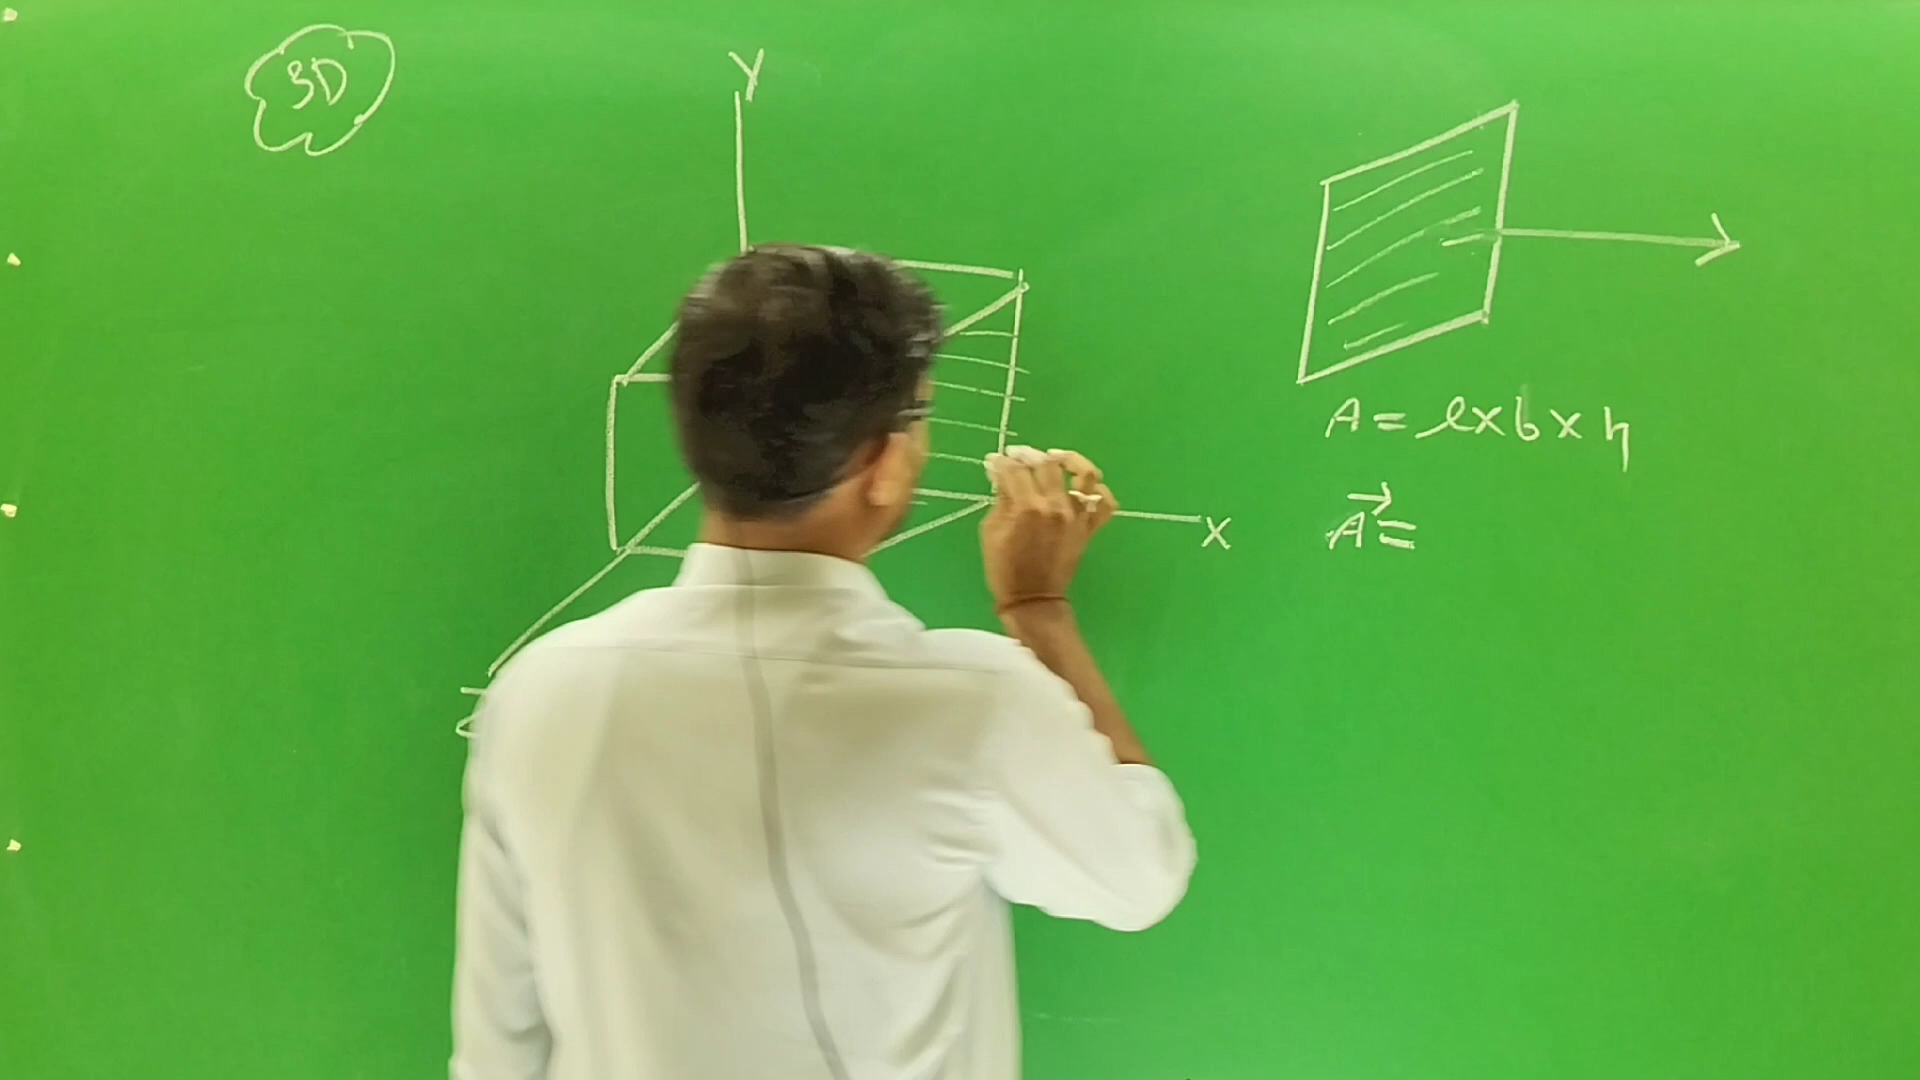 3D
Y
X
A = l x b x h
A⃗ =